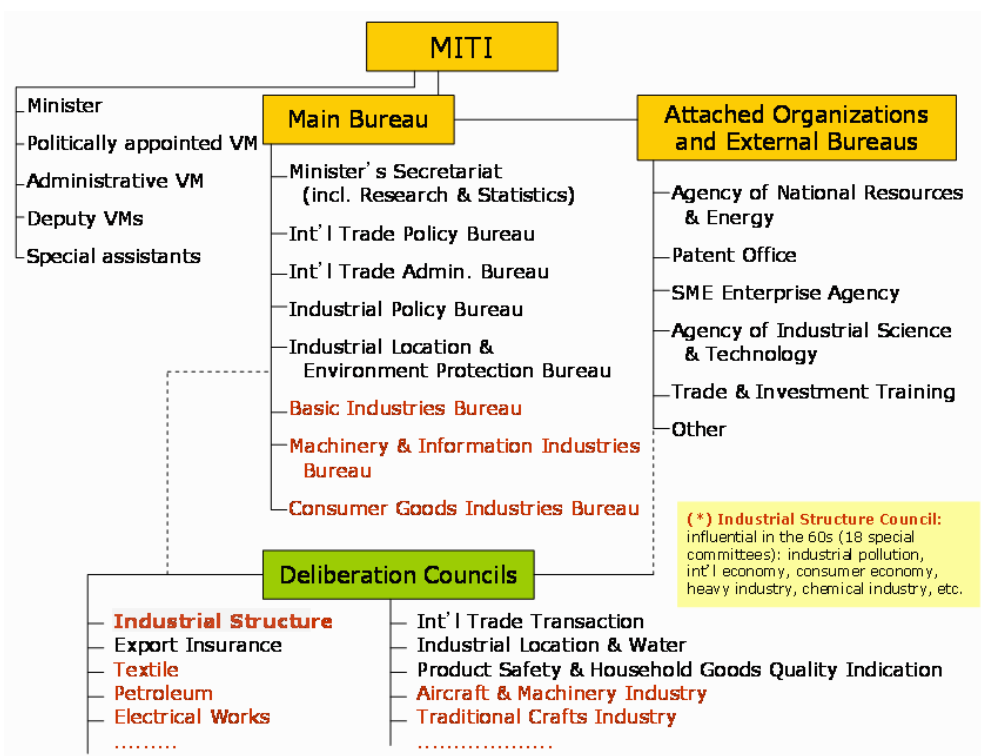 MITI
Minister
Politically appointed VM
Administrative VM
Deputy VMs
Special assistants
Main Bureau
Minister's Secretariat
(incl. Research & Statistics)
Int'l Trade Policy Bureau
Int'l Trade Admin. Bureau
Industrial Policy Bureau
Industrial Location &
Environment Protection Bureau
Basic Industries Bureau
Machinery & Information Industries
Bureau
Consumer Goods Industries Bureau
Attached Organizations
and External Bureaus
Agency of National Resources
& Energy
Patent Office
SME Enterprise Agency
Agency of Industrial Science
& Technology
Trade & Investment Training
Other
(*) Industrial Structure Council:
influential in the 60s (18 special
committees): industrial pollution,
int'l economy, consumer economy,
heavy industry, chemical industry, etc.
Deliberation Councils
Industrial Structure
Export Insurance
Textile
Petroleum
Electrical Works
.........
Int'l Trade Transaction
Industrial Location & Water
Product Safety & Household Goods Quality Indication
Aircraft & Machinery Industry
Traditional Crafts Industry
..................